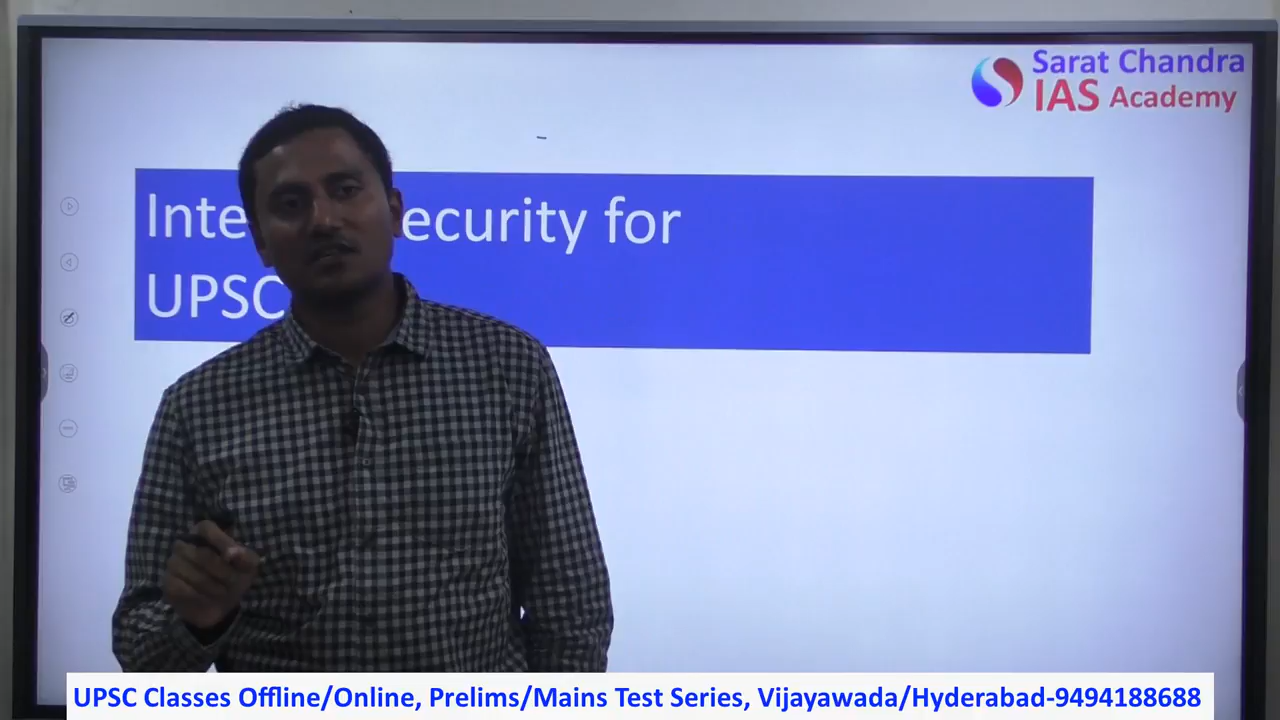 Sarat Chandra
IAS Academy
Inte ecurity for
UPSC
UPSC Classes Offline/Online, Prelims/Mains Test Series, Vijayawada/Hyderabad-9494188688